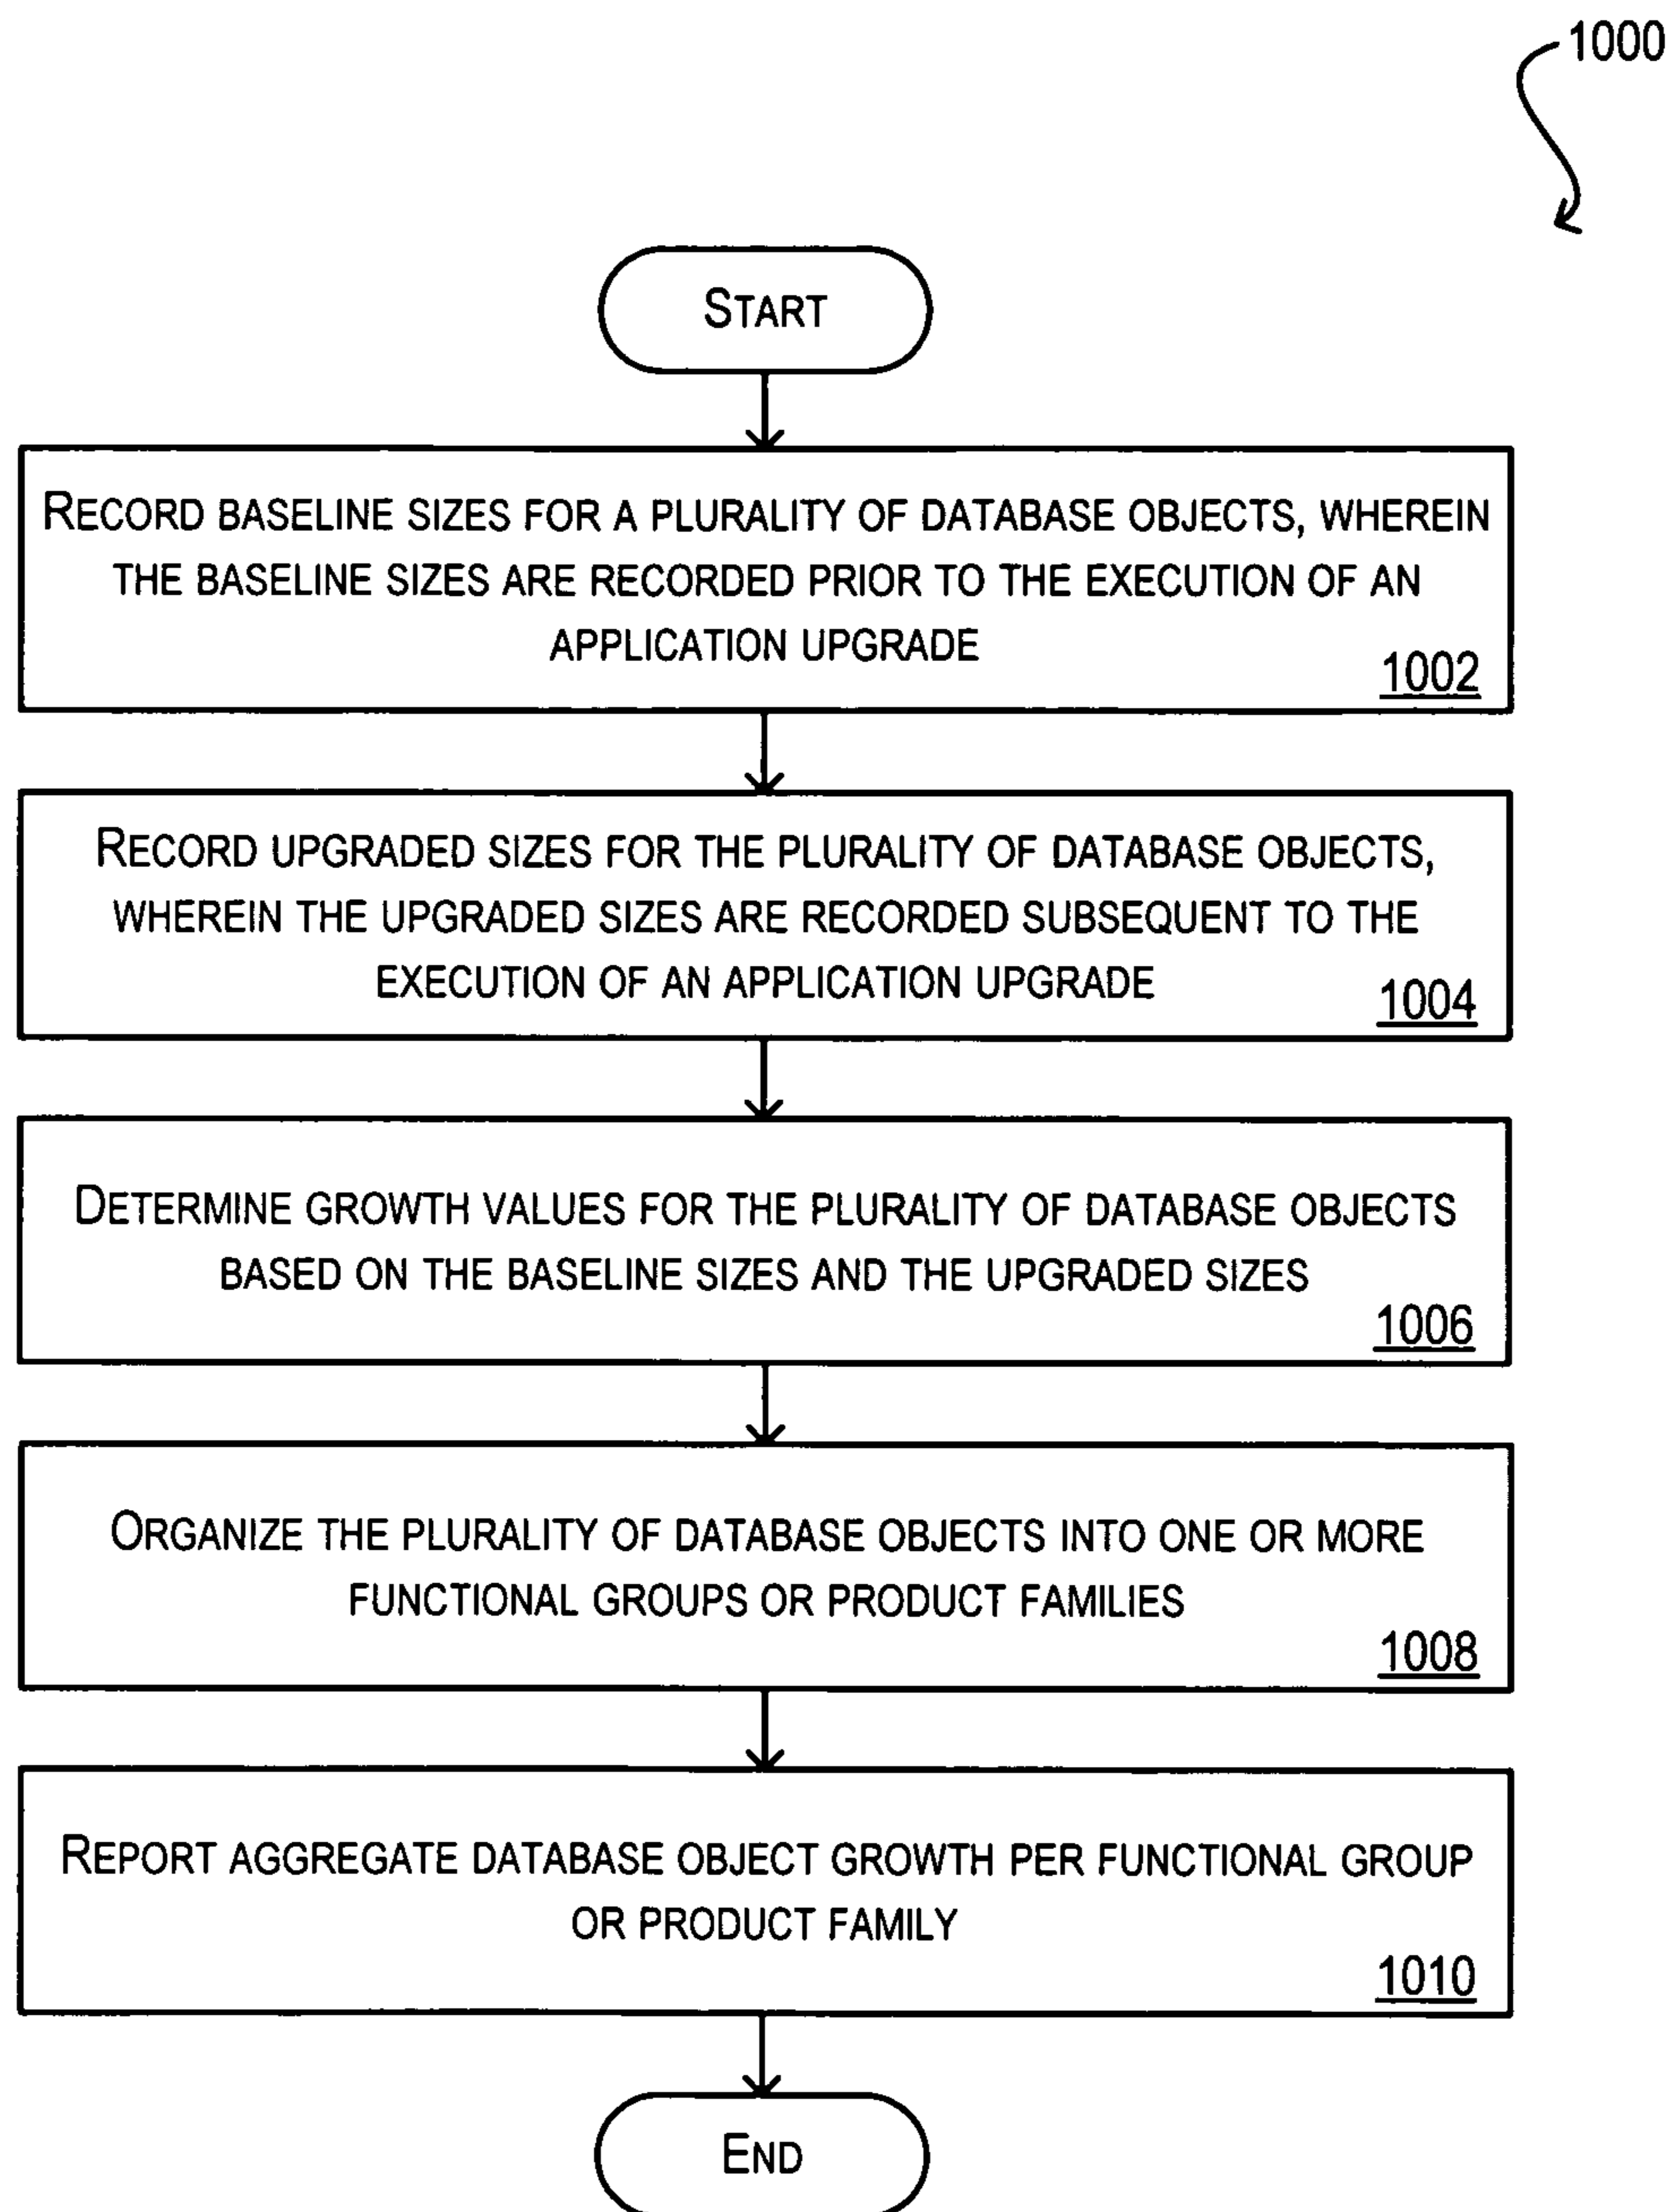 1000
START
RECORD BASELINE SIZES FOR A PLURALITY OF DATABASE OBJECTS, WHEREIN
THE BASELINE SIZES ARE RECORDED PRIOR TO THE EXECUTION OF AN
APPLICATION UPGRADE
1002
RECORD UPGRADED SIZES FOR THE PLURALITY OF DATABASE OBJECTS,
WHEREIN THE UPGRADED SIZES ARE RECORDED SUBSEQUENT TO THE
EXECUTION OF AN APPLICATION UPGRADE
1004
DETERMINE GROWTH VALUES FOR THE PLURALITY OF DATABASE OBJECTS
BASED ON THE BASELINE SIZES AND THE UPGRADED SIZES
1006
ORGANIZE THE PLURALITY OF DATABASE OBJECTS INTO ONE OR MORE
FUNCTIONAL GROUPS OR PRODUCT FAMILIES
1008
REPORT AGGREGATE DATABASE OBJECT GROWTH PER FUNCTIONAL GROUP
OR PRODUCT FAMILY
1010
END